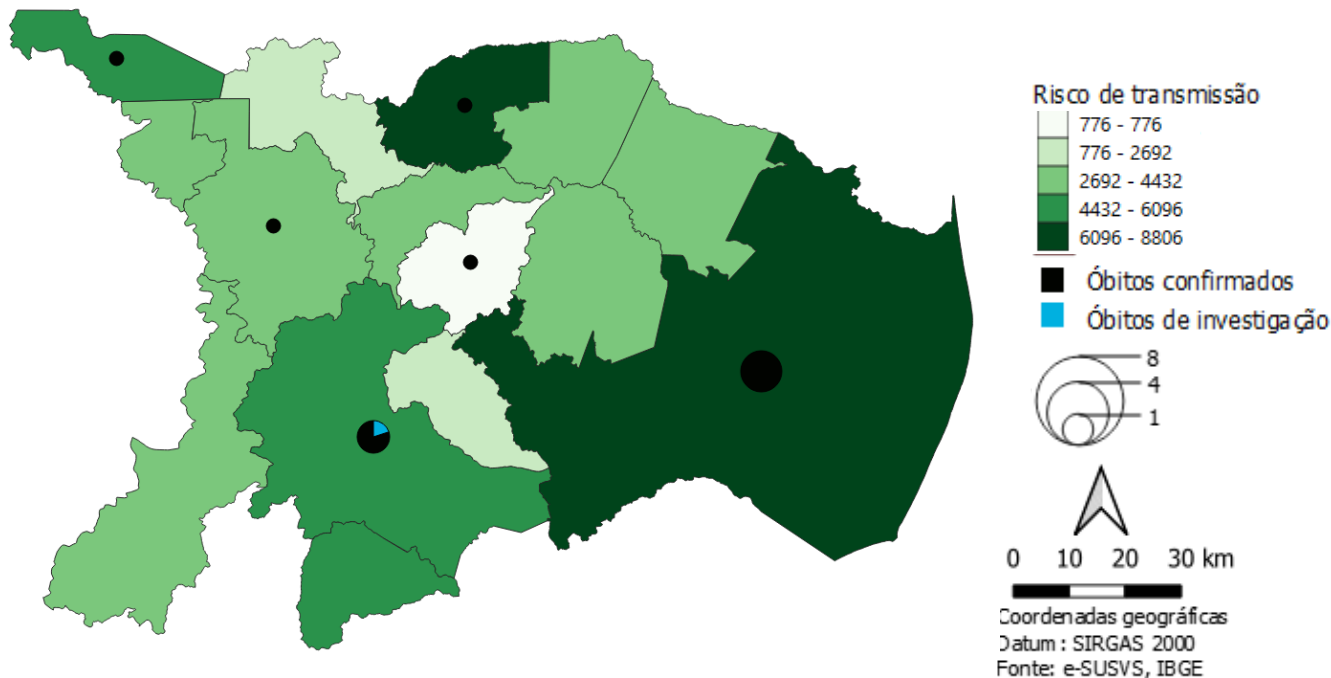 Risco de transmissão
776 - 776
776 - 2692
2692 - 4432
4432 - 6096
6096 - 8806
Óbitos confirmados
Óbitos de investigação
8
4
1
0 10 20 30 km
Coordenadas geográficas
Datum : SIRGAS 2000
Fonte: e-SUSVS, IBGE